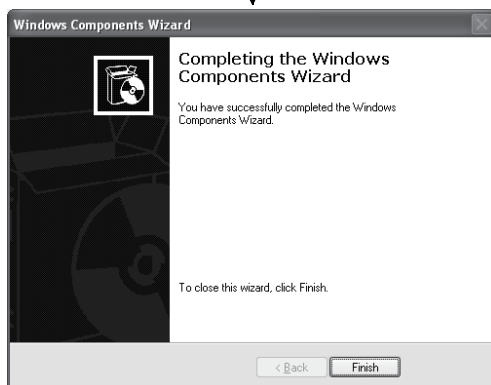 Windows Components Wizard
Completing the Windows
Components Wizard
You have successfully completed the Windows
Components Wizard.
To close this wizard, click Finish.
< Back
Finish